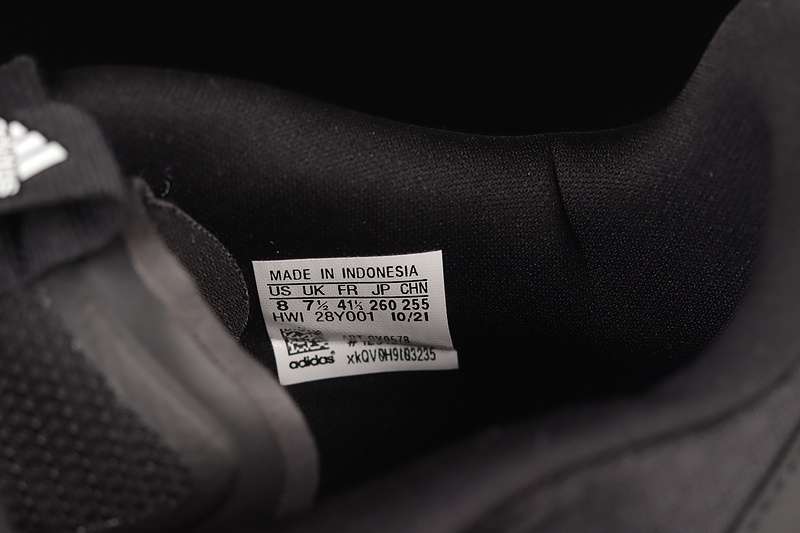 MADE IN INDONESIA
US UK FR JP CHN
8 7½ 41⅓ 260 255
HWI 28Y001 10/21
adidas
xkQV0H9183235